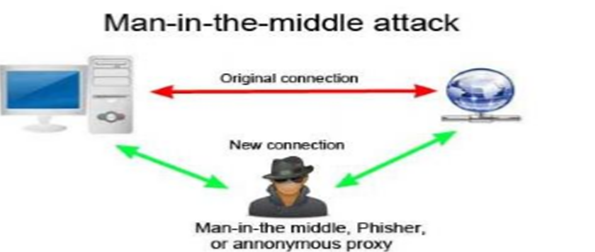 Man-in-the-middle attack
Original connection
New connection
Man-in-the middle, Phisher,
or annonymous proxy